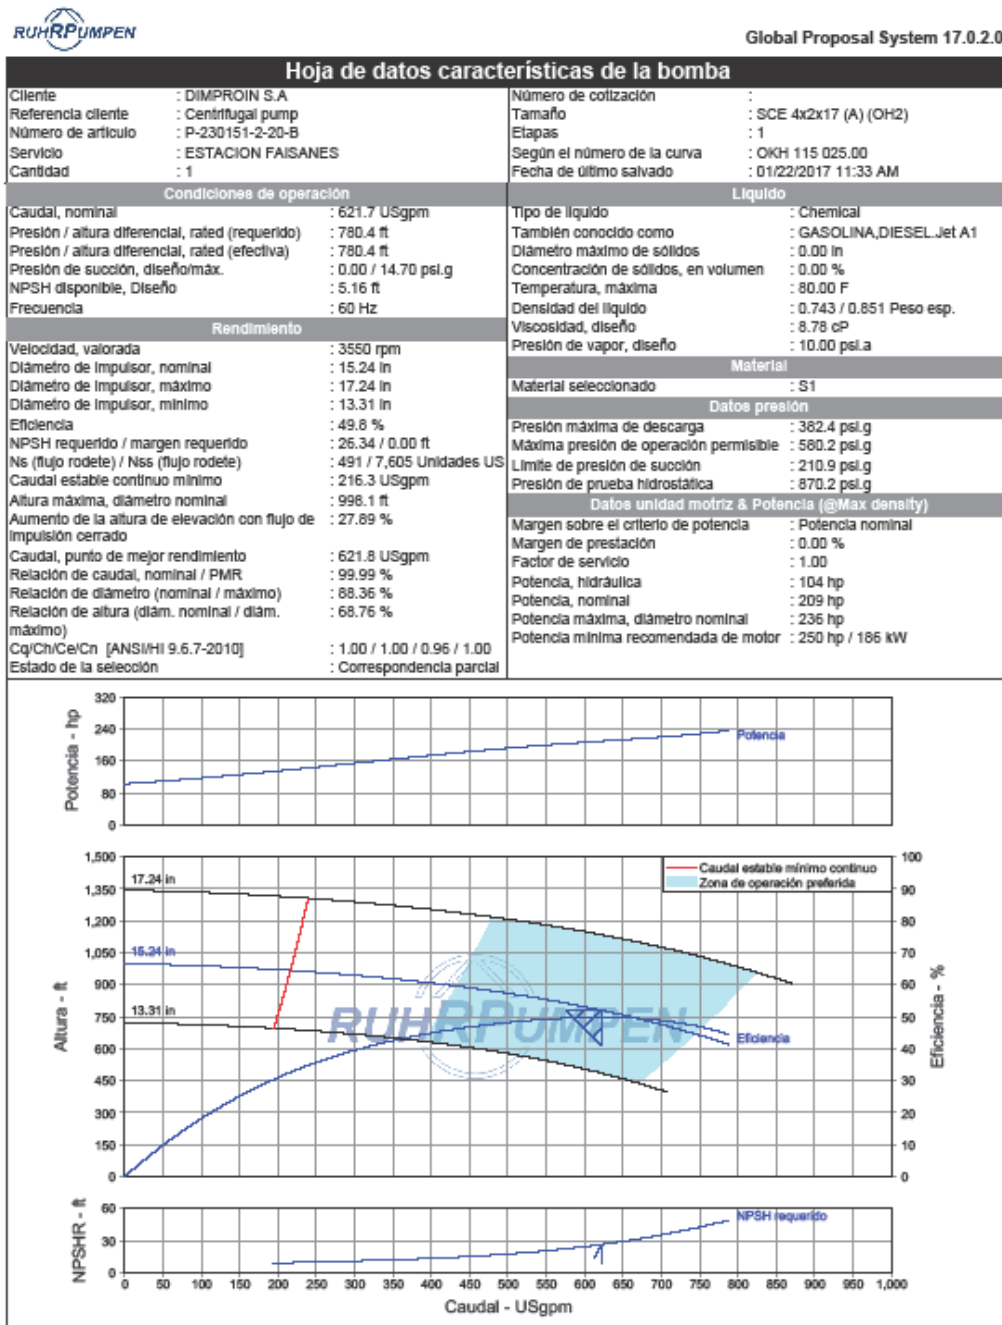 RUHRPUMPEN
Global Proposal System 17.0.2.0
Hoja de datos características de la bomba
Cliente : DIMPROIN S.A
Referencia cliente : Centrifugal pump
Número de artículo : P-230151-2-20-B
Servicio : ESTACION FAISANES
Cantidad : 1
Número de cotización :
Tamaño : SCE 4x2x17 (A) (OH2)
Etapas : 1
Según el número de la curva : OKH 115 025.00
Fecha de último salvado : 01/22/2017 11:33 AM
Condiciones de operación
Caudal, nominal : 621.7 USgpm
Presión / altura diferencial, rated (requerido) : 780.4 ft
Presión / altura diferencial, rated (efectiva) : 780.4 ft
Presión de succión, diseño/máx. : 0.00 / 14.70 psi.g
NPSH disponible, Diseño : 5.16 ft
Frecuencia : 60 Hz
Rendimiento
Velocidad, valorada : 3550 rpm
Diámetro de impulsor, nominal : 15.24 in
Diámetro de impulsor, máximo : 17.24 in
Diámetro de impulsor, mínimo : 13.31 in
Eficiencia : 49.8 %
NPSH requerido / margen requerido : 26.34 / 0.00 ft
Ns (flujo rodete) / Nss (flujo rodete) : 491 / 7,605 Unidades US
Caudal estable continuo mínimo : 216.3 USgpm
Altura máxima, diámetro nominal : 998.1 ft
Aumento de la altura de elevación con flujo de : 27.89 %
impulsión cerrado
Caudal, punto de mejor rendimiento : 621.8 USgpm
Relación de caudal, nominal / PMR : 99.99 %
Relación de diámetro (nominal / máximo) : 88.36 %
Relación de altura (diám. nominal / diám. : 68.76 %
máximo)
Cq/Ch/Ce/Cn [ANSI/HI 9.6.7-2010] : 1.00 / 1.00 / 0.96 / 1.00
Estado de la selección : Correspondencia parcial
Líquido
Tipo de líquido : Chemical
También conocido como : GASOLINA,DIESEL.Jet A1
Diámetro máximo de sólidos : 0.00 in
Concentración de sólidos, en volumen : 0.00 %
Temperatura, máxima : 80.00 F
Densidad del líquido : 0.743 / 0.851 Peso esp.
Viscosidad, diseño : 8.78 cP
Presión de vapor, diseño : 10.00 psi.a
Material
Material seleccionado : S1
Datos presión
Presión máxima de descarga : 382.4 psi.g
Máxima presión de operación permisible : 580.2 psi.g
Límite de presión de succión : 210.9 psi.g
Presión de prueba hidrostática : 870.2 psi.g
Datos unidad motriz & Potencia (@Max density)
Margen sobre el criterio de potencia : Potencia nominal
Margen de prestación : 0.00 %
Factor de servicio : 1.00
Potencia, hidráulica : 104 hp
Potencia, nominal : 209 hp
Potencia máxima, diámetro nominal : 236 hp
Potencia mínima recomendada de motor : 250 hp / 186 kW
Potencia - hp
320
240
160
80
0
Potencia
Altura - ft
1,500
1,350
1,200
1,050
900
750
600
450
300
150
0
17.24 in
15.24 in
13.31 in
Caudal estable mínimo continuo
Zona de operación preferida
RUHRPUMPEN
Eficiencia
100
90
80
70
60
50
40
30
20
10
0
Eficiencia - %
NPSHR - ft
60
30
0
NPSH requerido
0 50 100 150 200 250 300 350 400 450 500 550 600 650 700 750 800 850 900 950 1,000
Caudal - USgpm